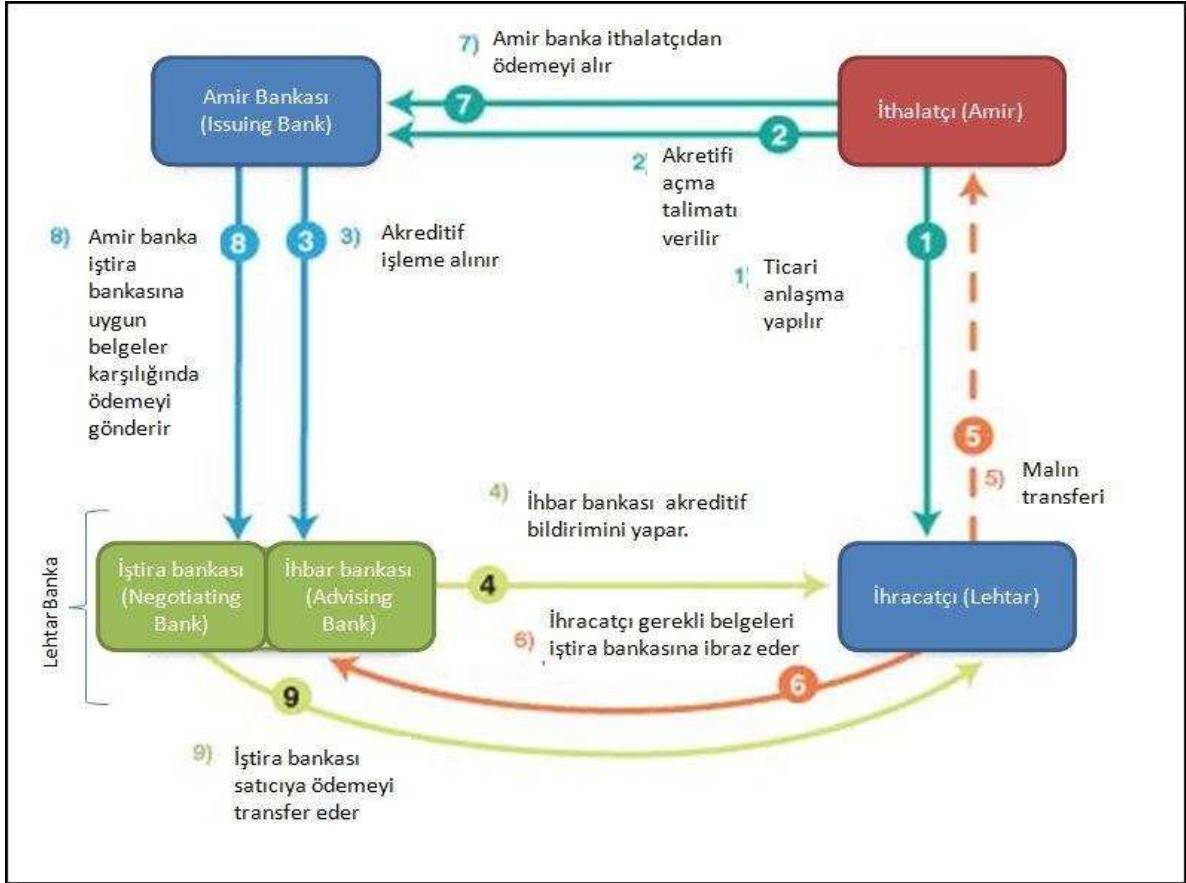 7) Amir banka ithalatçıdan
ödemeyi alır
Amir Bankası
(Issuing Bank)
7
İthalatçı (Amir)
2
2) Akretifi
açma
talimatı
verilir
8) Amir banka
iştira
bankasına
uygun
belgeler
karşılığında
ödemeyi
gönderir
8
3
3) Akreditif
işleme alınır
1
1) Ticari
anlaşma
yapılır
5
5) Malın
transferi
4) İhbar bankası akreditif
bildirimini yapar.
Lehtar Banka
İştira bankası
(Negotiating
Bank)
İhbar bankası
(Advising
Bank)
4
İhracatçı (Lehtar)
6) İhracatçı gerekli belgeleri
iştira bankasına ibraz eder
6
9
9) İştira bankası
satıcıya ödemeyi
transfer eder